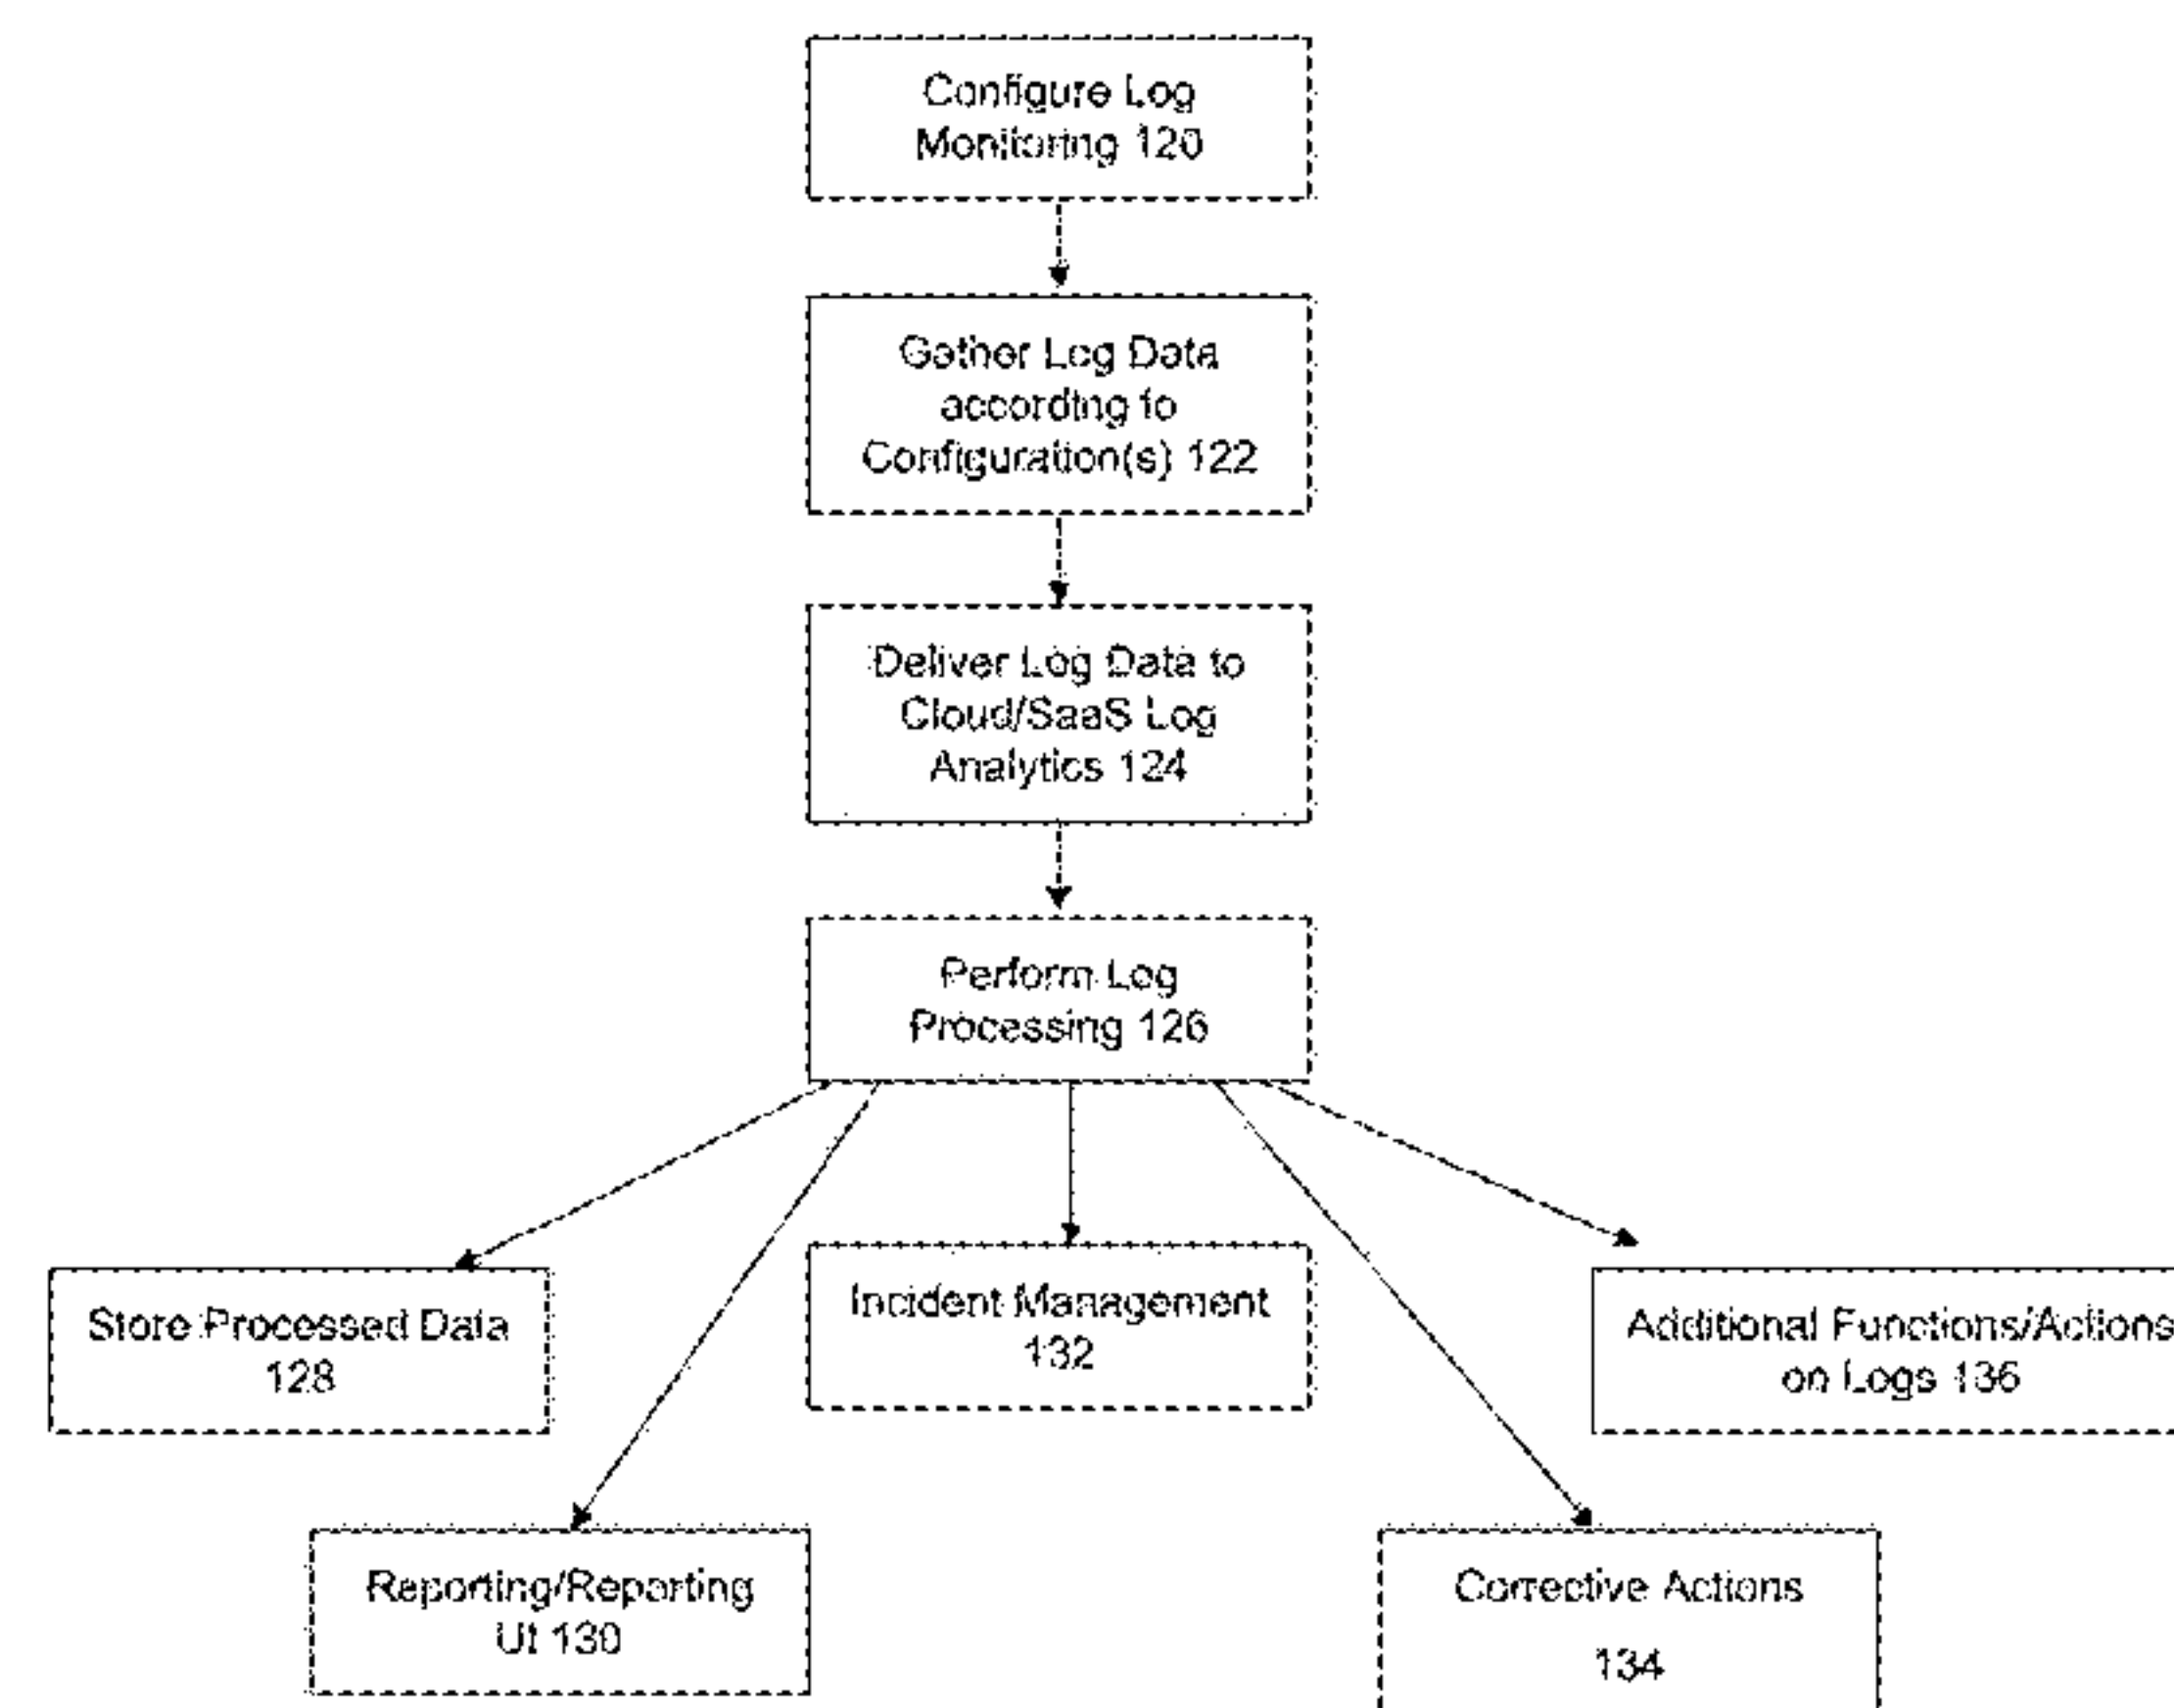 Configure Log
Monitoring 120
Gather Log Data
according to
Configuration(s) 122
Deliver Log Data to
Cloud/SaaS Log
Analytics 124
Perform Log
Processing 126
Store Processed Data
128
Incident Management
132
Additional Functions/Actions
on Logs 136
Reporting/Reporting
UI 130
Corrective Actions
134